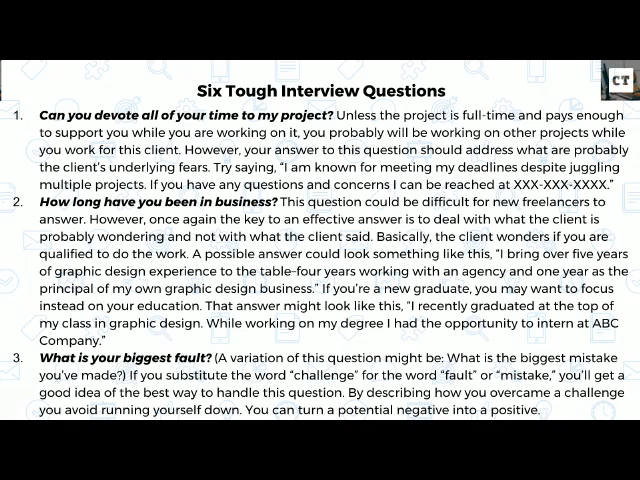 CT
Six Tough Interview Questions
1. Can you devote all of your time to my project? Unless the project is full-time and pays enough
to support you while you are working on it, you probably will be working on other projects while
you work for this client. However, your answer to this question should address what are probably
the client's underlying fears. Try saying, "I am known for meeting my deadlines despite juggling
multiple projects. If you have any questions and concerns I can be reached at XXX-XXX-XXXX."
2. How long have you been in business? This question could be difficult for new freelancers to
answer. However, once again the key to an effective answer is to deal with what the client is
probably wondering and not with what the client said. Basically, the client wonders if you are
qualified to do the work. A possible answer could look something like this, "I bring over five years
of graphic design experience to the table-four years working with an agency and one year as the
principal of my own graphic design business." If you're a new graduate, you may want to focus
instead on your education. That answer might look like this, "I recently graduated at the top of
my class in graphic design. While working on my degree I had the opportunity to intern at ABC
Company."
3. What is your biggest fault? (A variation of this question might be: What is the biggest mistake
you've made?) If you substitute the word "challenge" for the word "fault" or "mistake," you'll get a
good idea of the best way to handle this question. By describing how you overcame a challenge
you avoid running yourself down. You can turn a potential negative into a positive.